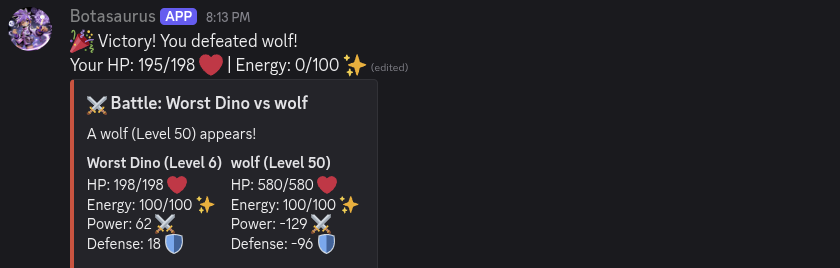 Botasaurus APP 8:13 PM
🎉 Victory! You defeated wolf!
Your HP: 195/198 ❤️ | Energy: 0/100 ✨ (edited)
⚔️ Battle: Worst Dino vs wolf
A wolf (Level 50) appears!
Worst Dino (Level 6) wolf (Level 50)
HP: 198/198 ❤️ HP: 580/580 ❤️
Energy: 100/100 ✨ Energy: 100/100 ✨
Power: 62 ⚔️ Power: -129 ⚔️
Defense: 18 🛡️ Defense: -96 🛡️